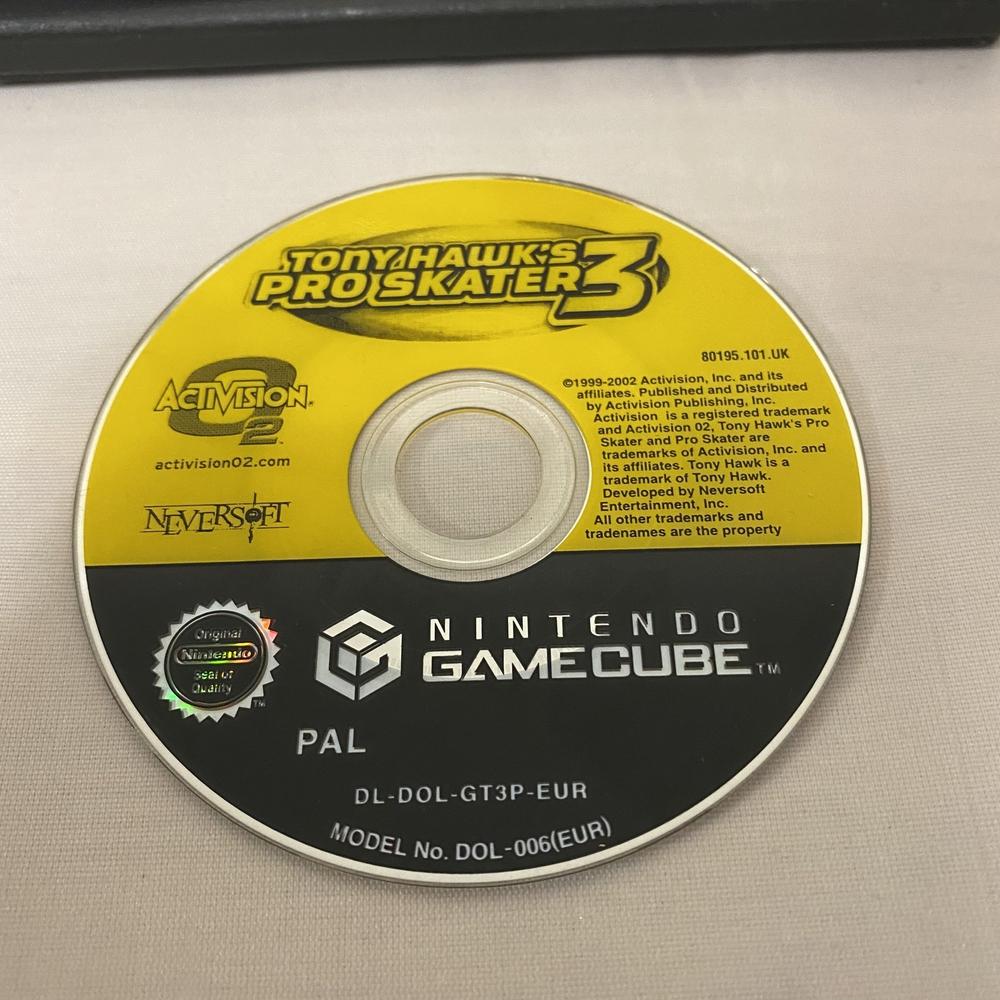 TONY HAWK'S
PRO SKATER 3
80195.101.UK
ACTIVISION
O2™
activisionO2.com
NEVERSOFT
©1999-2002 Activision, Inc. and its
affiliates. Published and Distributed
by Activision Publishing, Inc.
Activision is a registered trademark
and Activision 02, Tony Hawk's Pro
Skater and Pro Skater are
trademarks of Activision, Inc. and
its affiliates. Tony Hawk is a
trademark of Tony Hawk.
Developed by Neversoft
Entertainment, Inc.
All other trademarks and
tradenames are the property
Original
Nintendo
Seal of
Quality
TM
NINTENDO
GAMECUBE™
PAL
DL-DOL-GT3P-EUR
MODEL No. DOL-006(EUR)